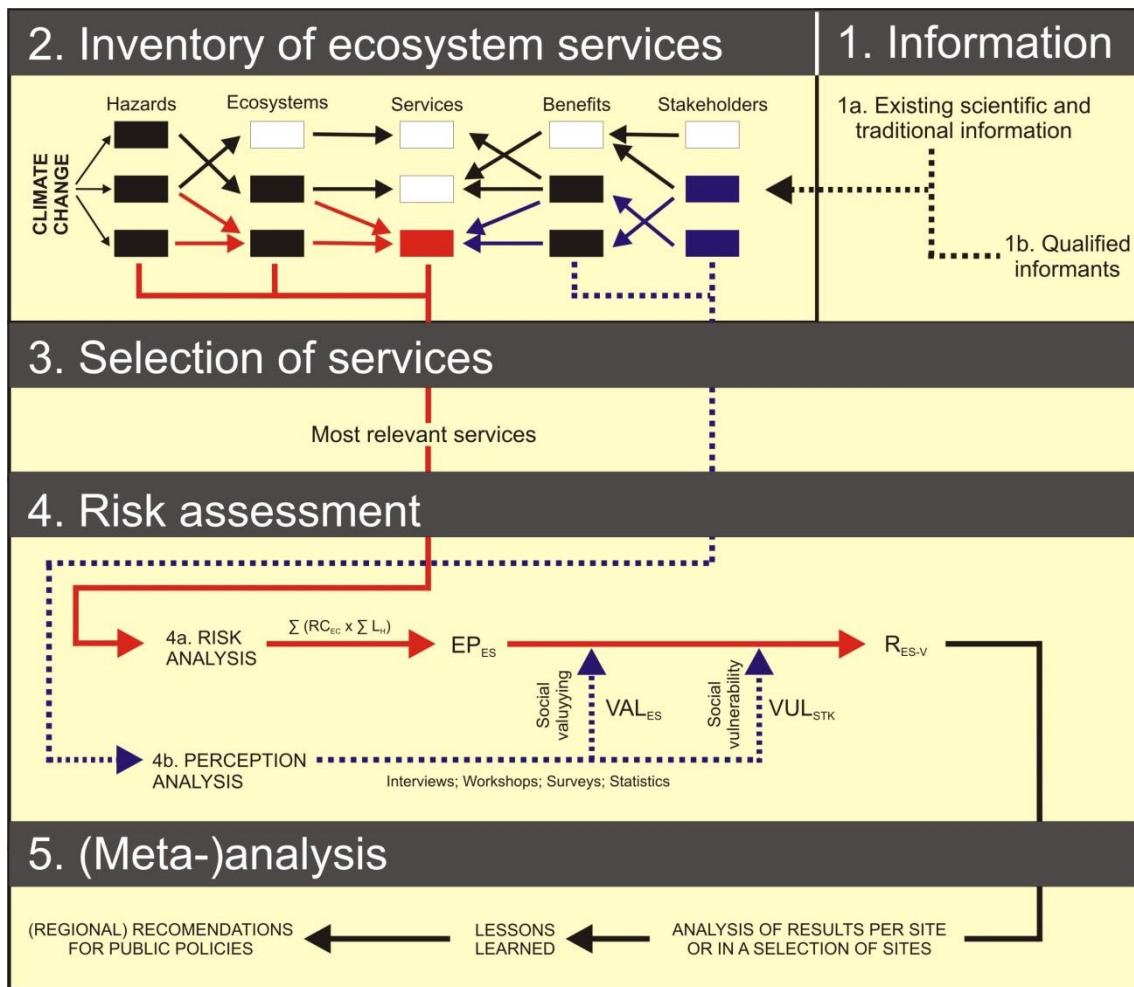 2. Inventory of ecosystem services
1. Information
Hazards
Ecosystems
Services
Benefits
Stakeholders
CLIMATE
CHANGE
1a. Existing scientific and
traditional information
1b. Qualified
informants
3. Selection of services
Most relevant services
4. Risk assessment
4a. RISK
ANALYSIS
∑ (RC_EC x ∑ L_H)
EP_ES
R_ES-V
Social
valuyying
VAL_ES
Social
vulnerability
VUL_STK
4b. PERCEPTION
ANALYSIS
Interviews; Workshops; Surveys; Statistics
5. (Meta-)analysis
(REGIONAL) RECOMENDATIONS
FOR PUBLIC POLICIES
LESSONS
LEARNED
ANALYSIS OF RESULTS PER SITE
OR IN A SELECTION OF SITES